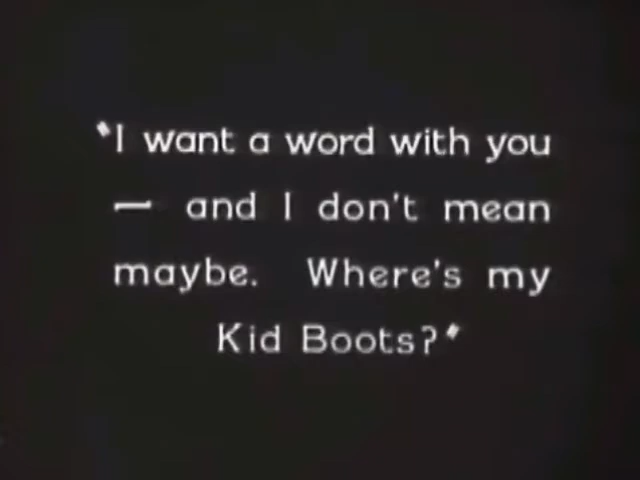 "I want a word with you
— and I don't mean
maybe. Where's my
Kid Boots?"